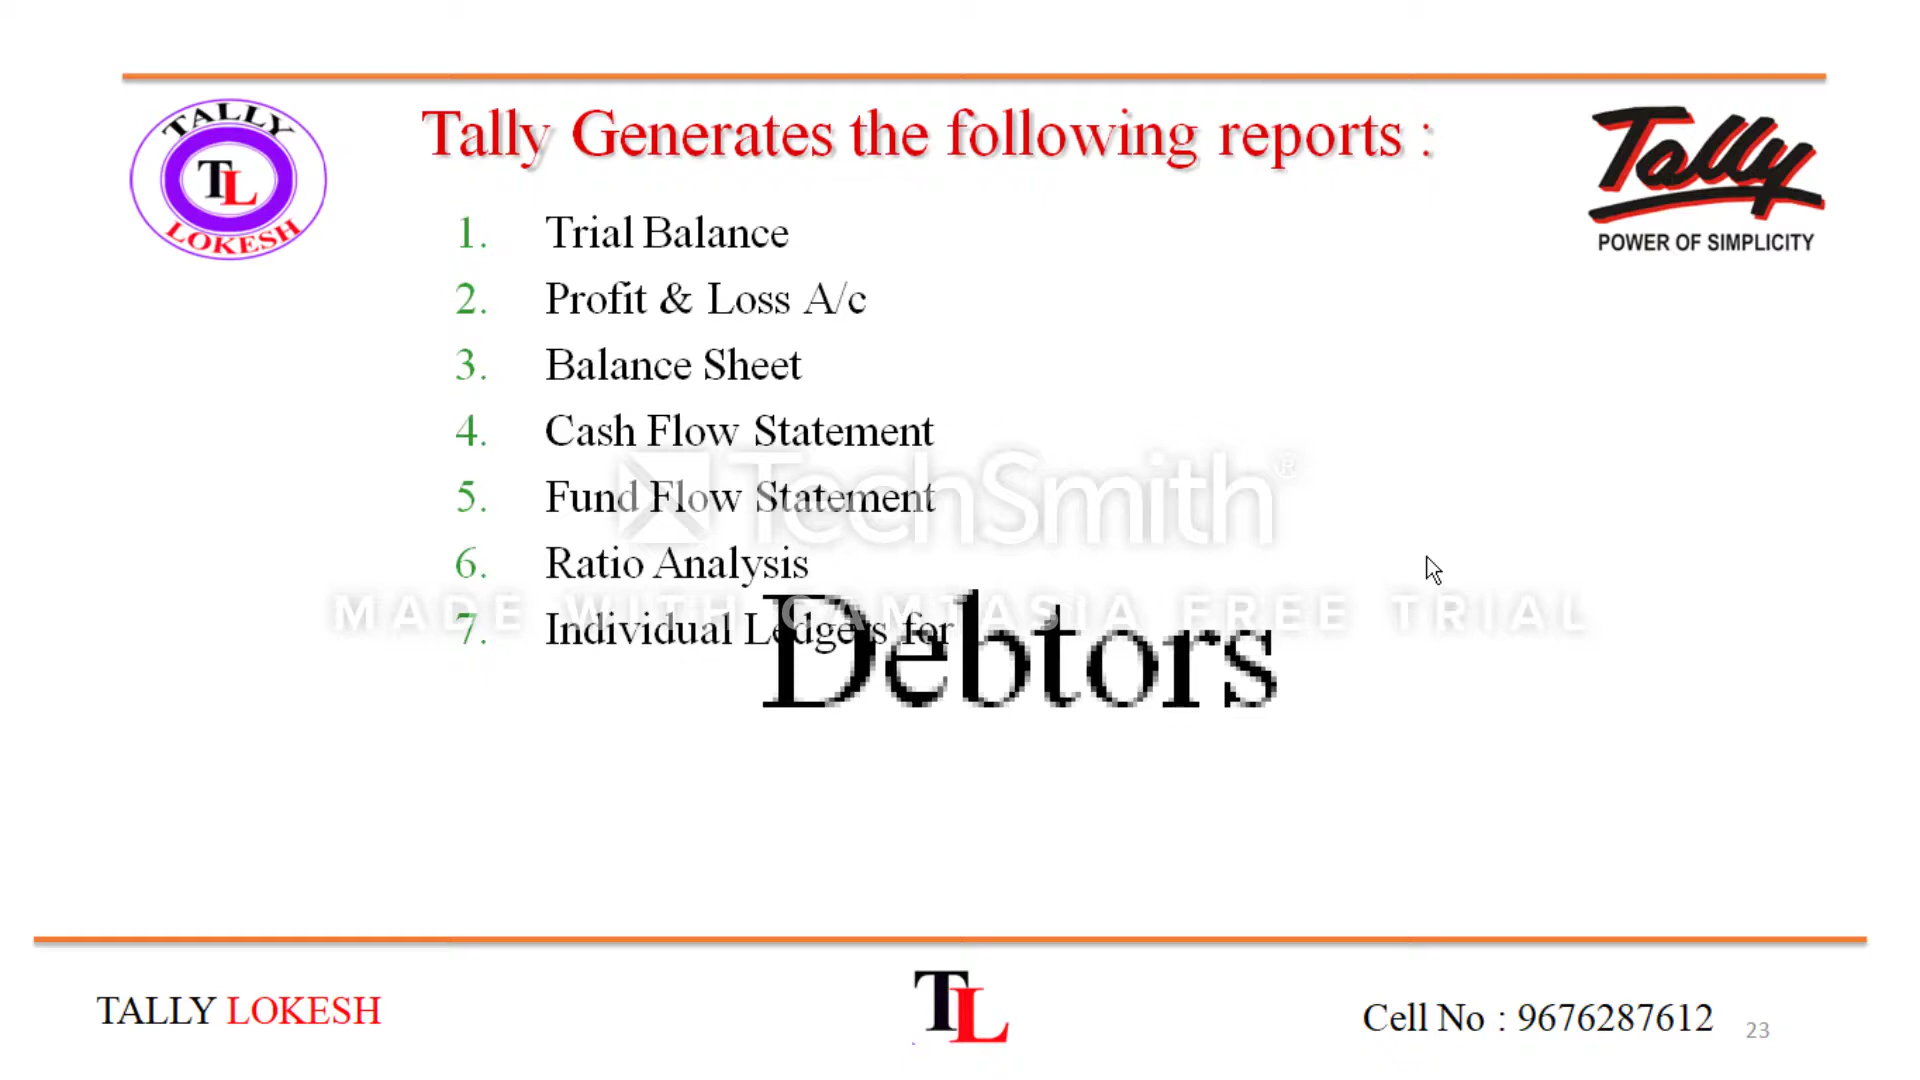 TALLY
TL
LOKESH
Tally Generates the following reports :
Tally
POWER OF SIMPLICITY
1. Trial Balance
2. Profit & Loss A/c
3. Balance Sheet
4. Cash Flow Statement
5. Fund Flow Statement
6. Ratio Analysis
7. Individual Ledgers for
Debtors
TechSmith®
MADE WITH CAMTASIA FREE TRIAL
TALLY LOKESH
TL
Cell No : 9676287612
23